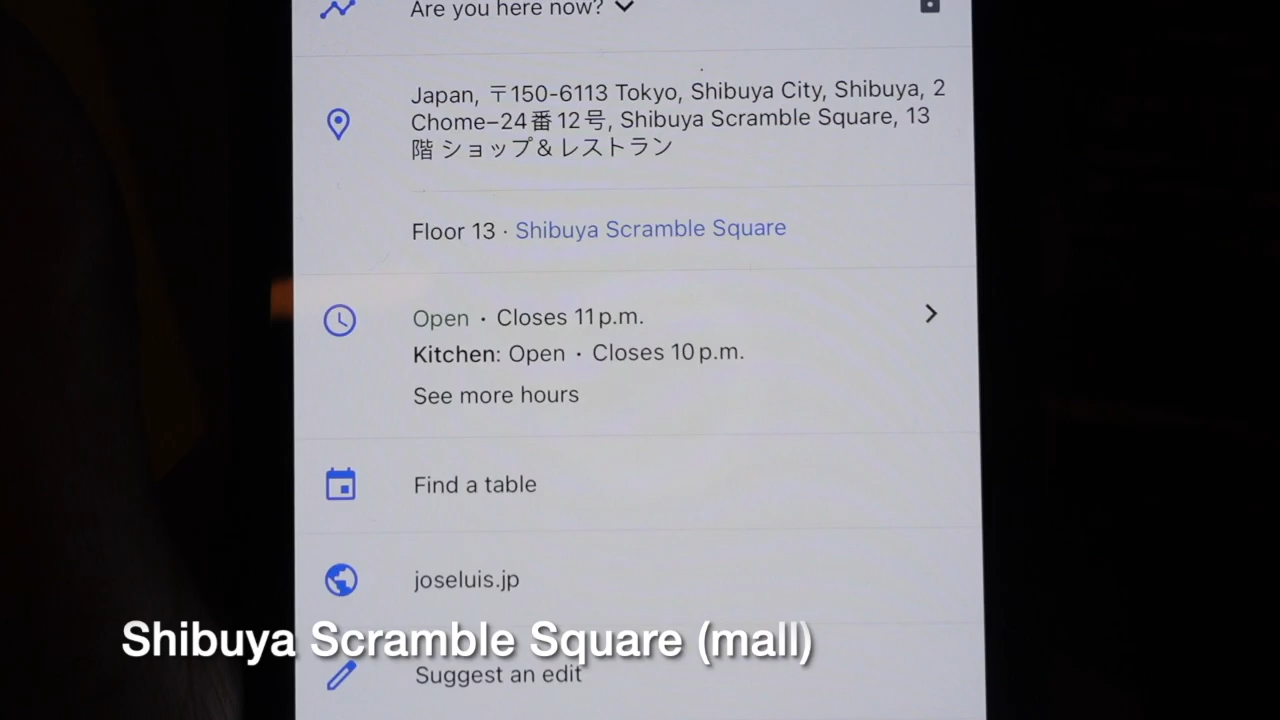 Are you here now?
Japan, 〒150-6113 Tokyo, Shibuya City, Shibuya, 2
Chome−24番12号, Shibuya Scramble Square, 13
階 ショップ＆レストラン
Floor 13 · Shibuya Scramble Square
Open · Closes 11 p.m.
Kitchen: Open · Closes 10 p.m.
See more hours
Find a table
joseluis.jp
Shibuya Scramble Square (mall)
Suggest an edit